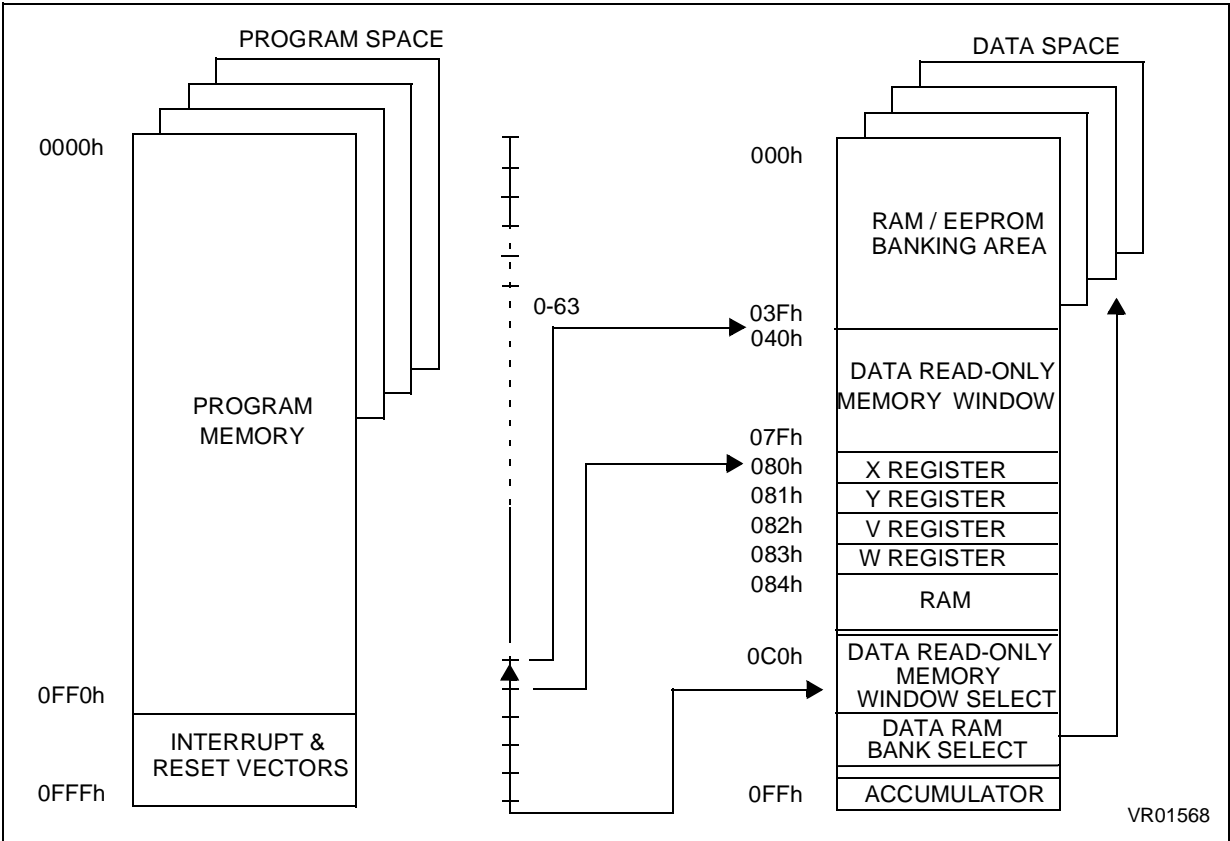 PROGRAM SPACE
0000h
PROGRAM
MEMORY
0FF0h
INTERRUPT &
RESET VECTORS
0FFFh
0-63
DATA SPACE
000h
RAM / EEPROM
BANKING AREA
03Fh
040h
DATA READ-ONLY
MEMORY WINDOW
07Fh
080h
X REGISTER
081h
Y REGISTER
082h
V REGISTER
083h
W REGISTER
084h
RAM
0C0h
DATA READ-ONLY
MEMORY
WINDOW SELECT
DATA RAM
BANK SELECT
0FFh
ACCUMULATOR
VR01568